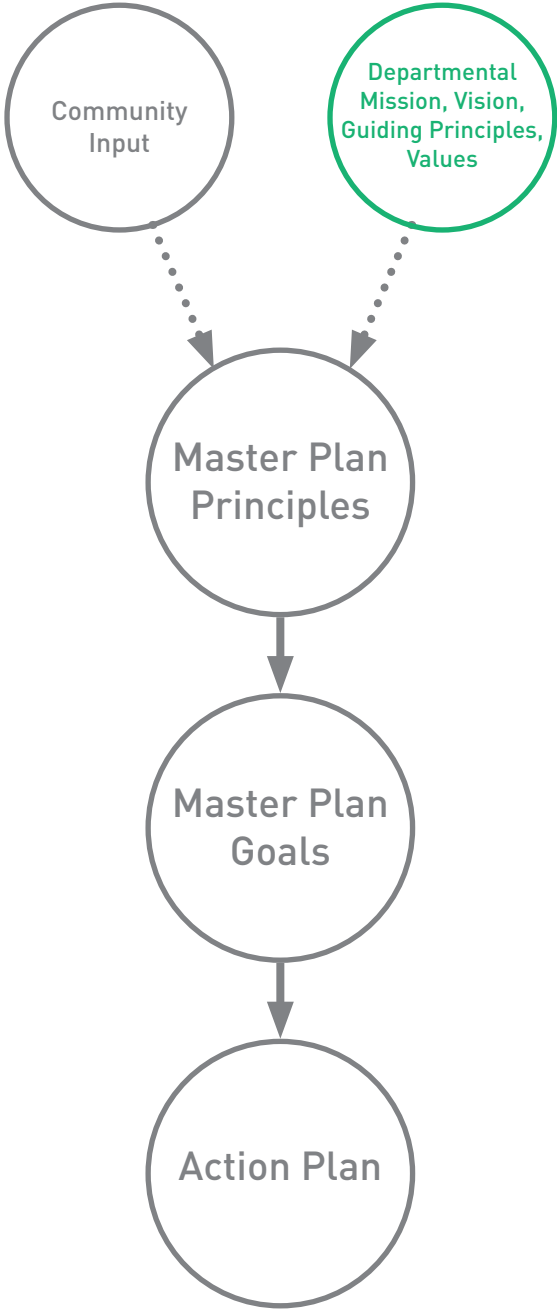 Community
Input
Departmental
Mission, Vision,
Guiding Principles,
Values
Master Plan
Principles
Master Plan
Goals
Action Plan